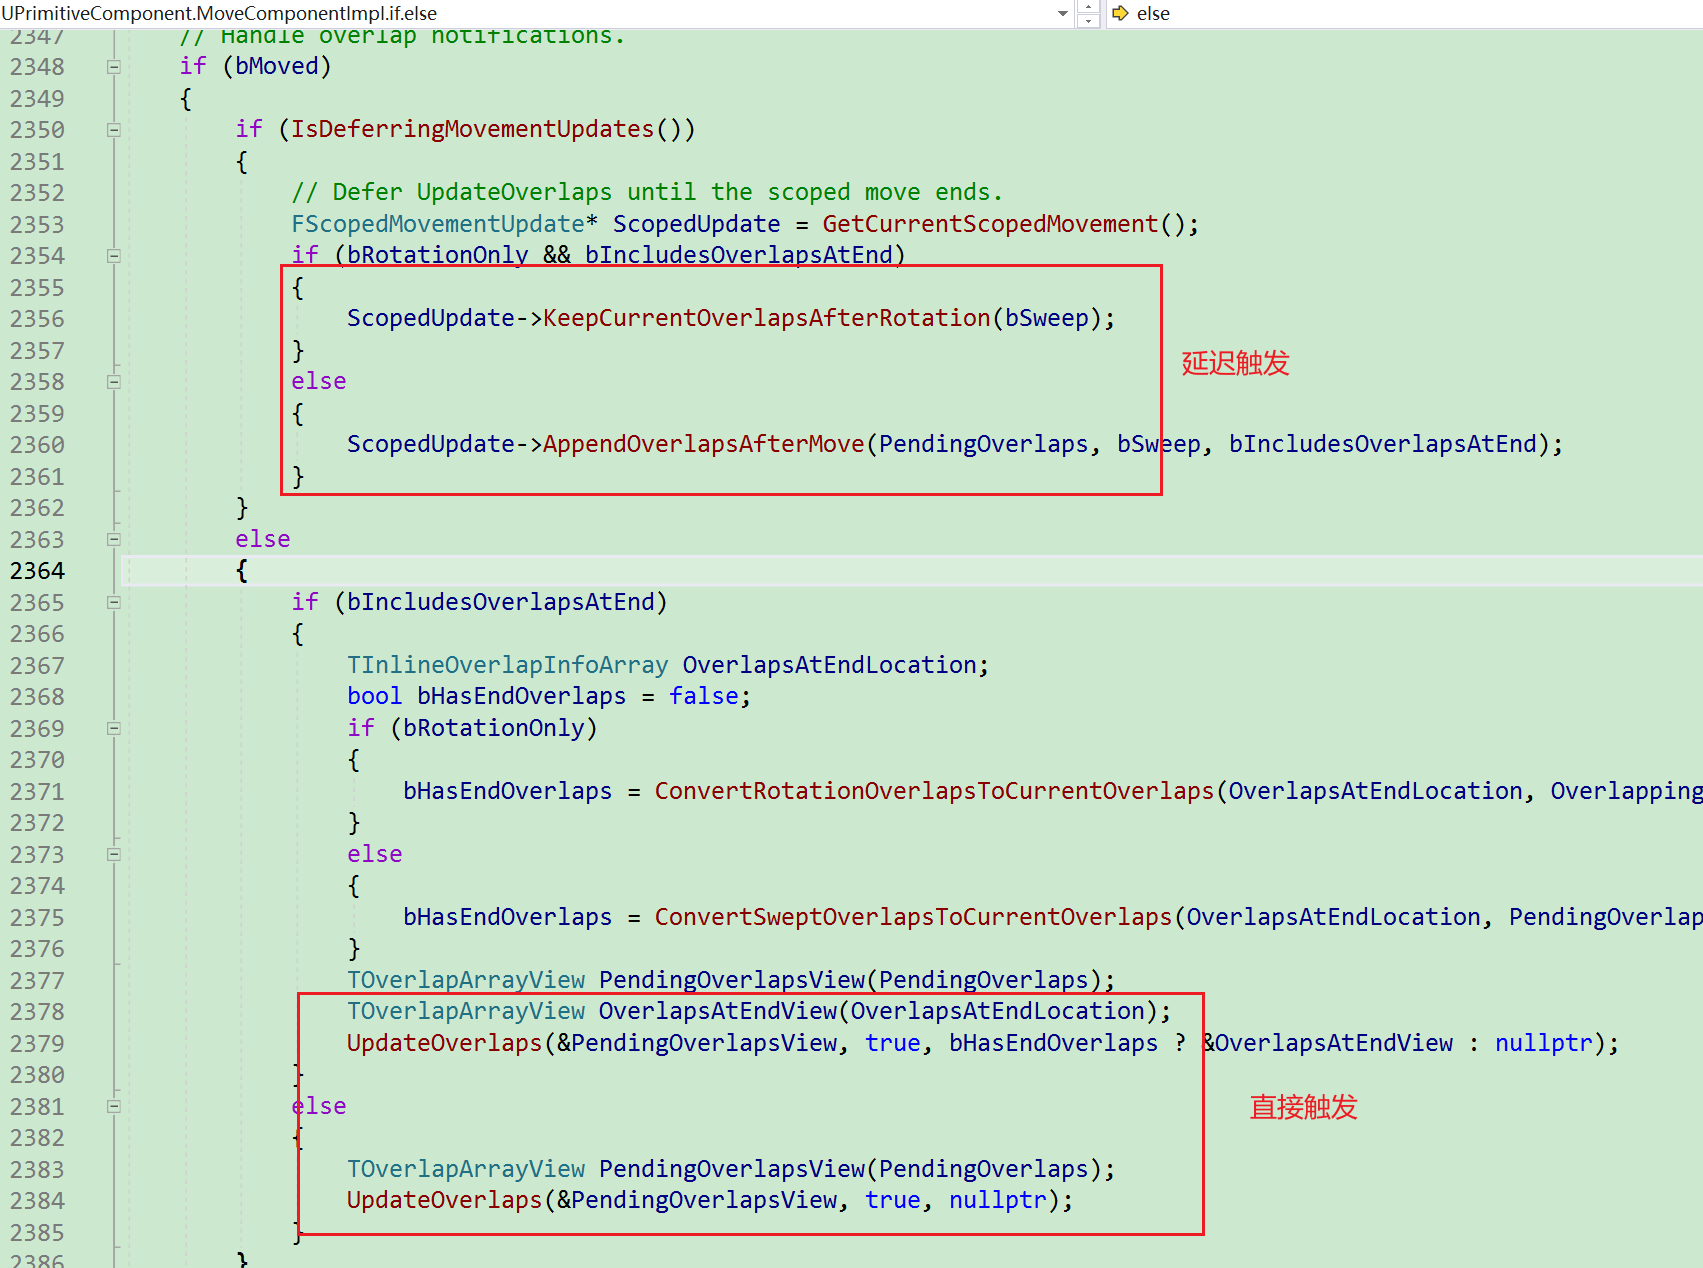 UPrimitiveComponent.MoveComponentImpl.if.else
else
2347 // Handle overlap notifications.
2348 if (bMoved)
2349 {
2350 if (IsDeferringMovementUpdates())
2351 {
2352 // Defer UpdateOverlaps until the scoped move ends.
2353 FScopedMovementUpdate* ScopedUpdate = GetCurrentScopedMovement();
2354 if (bRotationOnly && bIncludesOverlapsAtEnd)
2355 {
2356 ScopedUpdate->KeepCurrentOverlapsAfterRotation(bSweep);
2357 }
延迟触发
2358 else
2359 {
2360 ScopedUpdate->AppendOverlapsAfterMove(PendingOverlaps, bSweep, bIncludesOverlapsAtEnd);
2361 }
2362 }
2363 else
2364 {
2365 if (bIncludesOverlapsAtEnd)
2366 {
2367 TInlineOverlapInfoArray OverlapsAtEndLocation;
2368 bool bHasEndOverlaps = false;
2369 if (bRotationOnly)
2370 {
2371 bHasEndOverlaps = ConvertRotationOverlapsToCurrentOverlaps(OverlapsAtEndLocation, Overlapping
2372 }
2373 else
2374 {
2375 bHasEndOverlaps = ConvertSweptOverlapsToCurrentOverlaps(OverlapsAtEndLocation, PendingOverlap
2376 }
2377 TOverlapArrayView PendingOverlapsView(PendingOverlaps);
2378 TOverlapArrayView OverlapsAtEndView(OverlapsAtEndLocation);
2379 UpdateOverlaps(&PendingOverlapsView, true, bHasEndOverlaps ? &OverlapsAtEndView : nullptr);
2380 }
2381 else
直接触发
2382 {
2383 TOverlapArrayView PendingOverlapsView(PendingOverlaps);
2384 UpdateOverlaps(&PendingOverlapsView, true, nullptr);
2385 }
2386 }